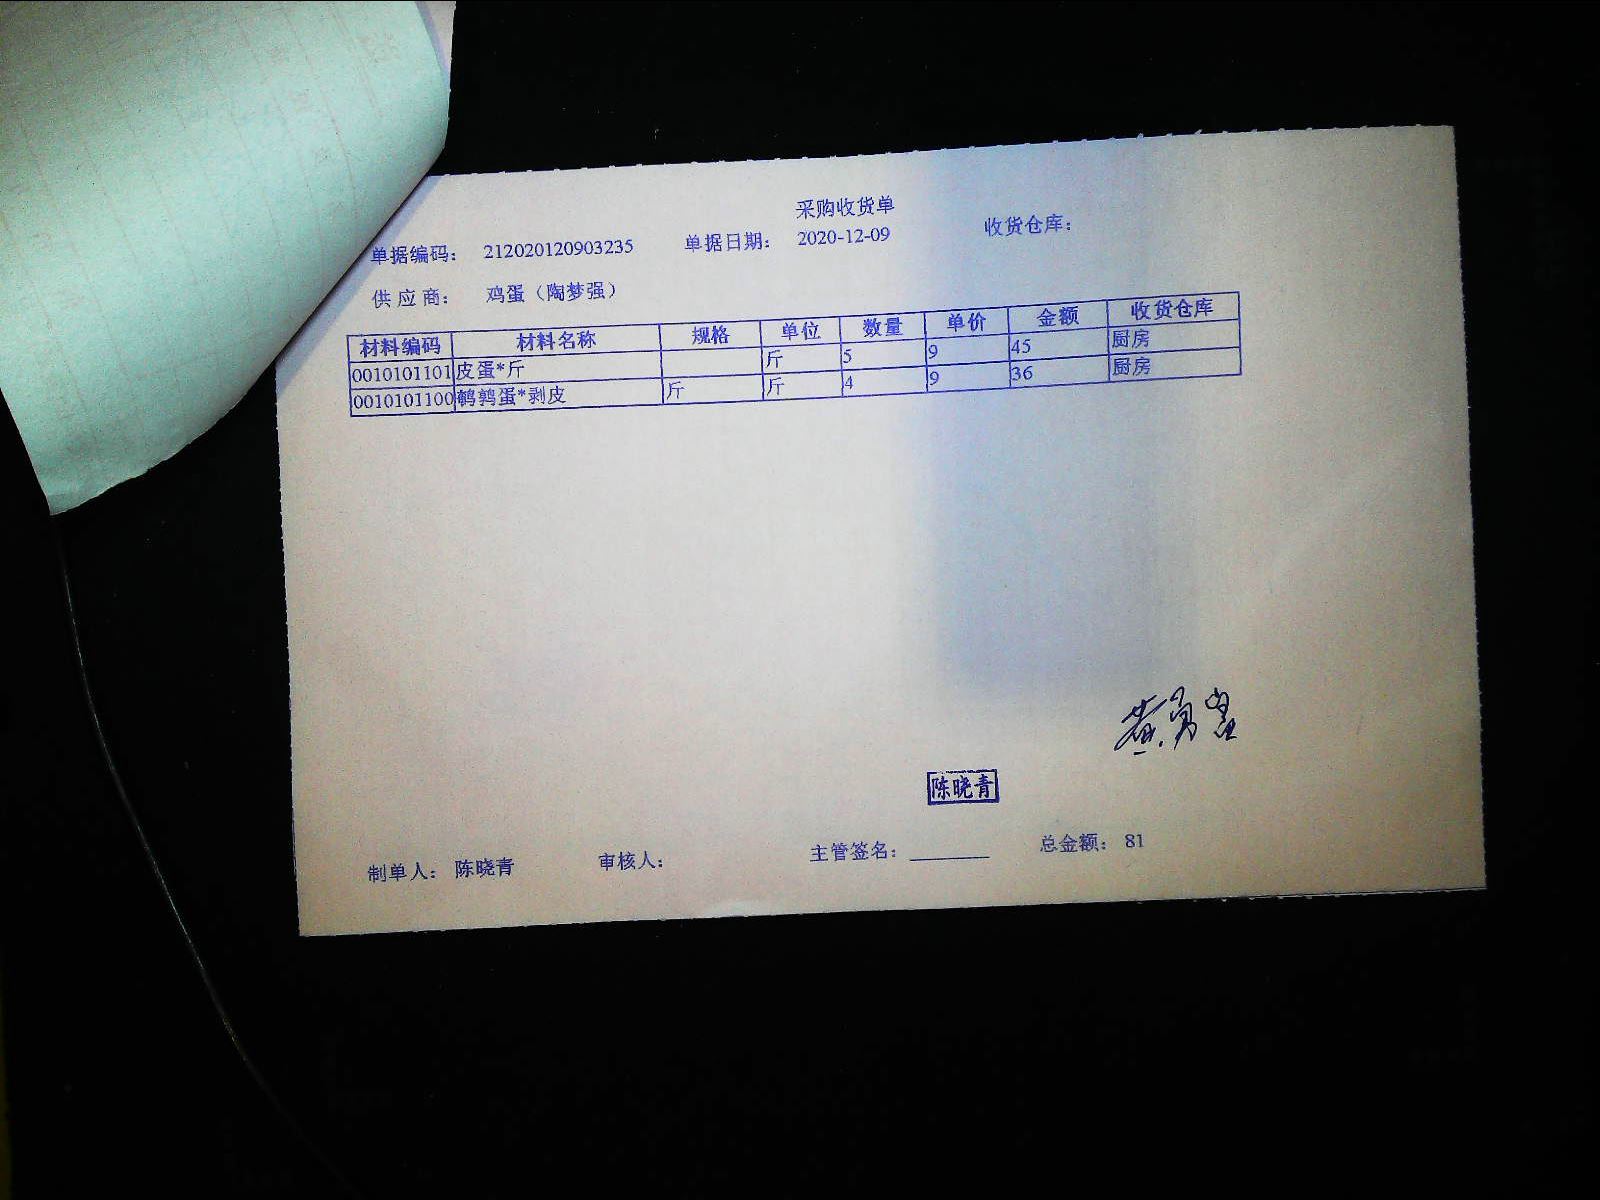 采购收货单
单据编码： 212020120903235 单据日期： 2020-12-09 收货仓库：
供应商： 鸡蛋（陶梦强）
材料编码 材料名称 规格 单位 数量 单价 金额 收货仓库
0010101101 皮蛋*斤 斤 5 9 45 厨房
0010101100 鹌鹑蛋*剥皮 斤 斤 4 9 36 厨房
陈晓青
制单人： 陈晓青 审核人： 主管签名： 总金额： 81